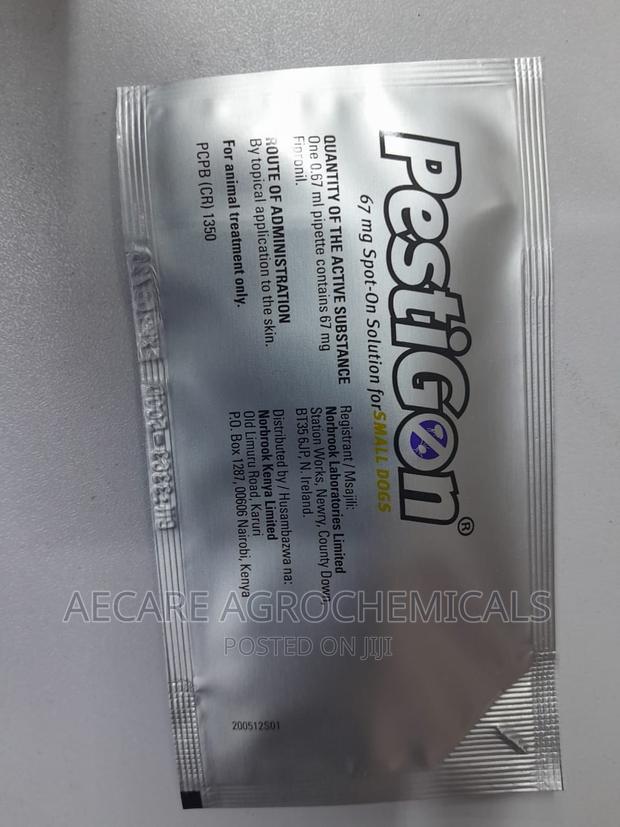 PestiGon®
67 mg Spot-On Solution for SMALL DOGS
QUANTITY OF THE ACTIVE SUBSTANCE
One 0.67 ml pipette contains 67 mg
Fipronil.
ROUTE OF ADMINISTRATION
By topical application to the skin.
For animal treatment only.
PCPB (CR) 1350
Registrant / Msajili:
Norbrook Laboratories Limited
Station Works, Newry, County Down,
BT35 6JP, N. Ireland.
Distributed by / Husambazwa na:
Norbrook Kenya Limited
Old Limuru Road, Karuri
P.O. Box 1287, 00606 Nairobi, Kenya
200512S01
AECARE AGROCHEMICALS
POSTED ON JIJI